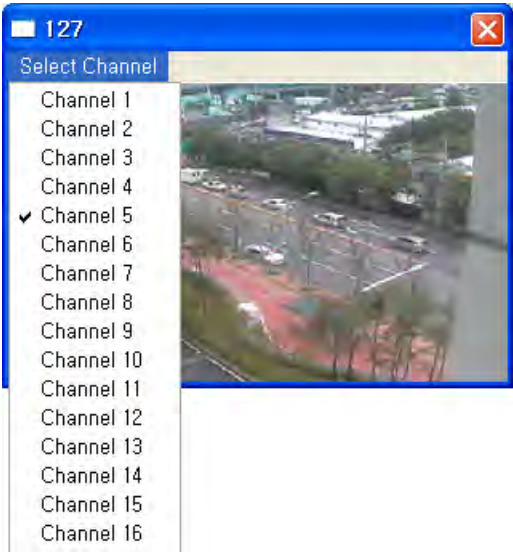 127
Select Channel
Channel 1
Channel 2
Channel 3
Channel 4
Channel 5
Channel 6
Channel 7
Channel 8
Channel 9
Channel 10
Channel 11
Channel 12
Channel 13
Channel 14
Channel 15
Channel 16